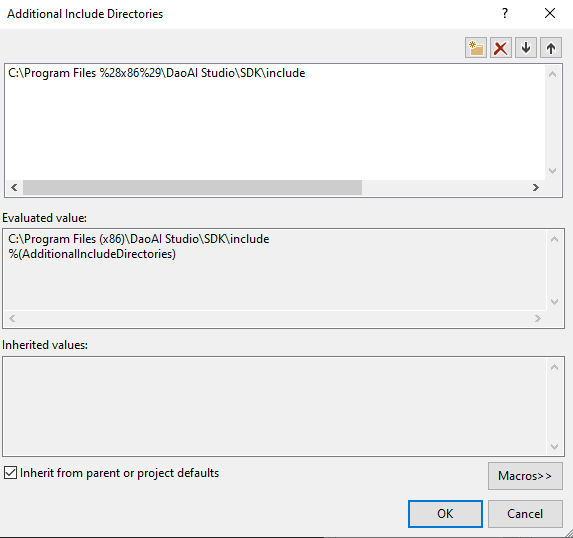 Additional Include Directories
C:\Program Files %28x86%29\DaoAI Studio\SDK\include
Evaluated value:
C:\Program Files (x86)\DaoAI Studio\SDK\include
%(AdditionalIncludeDirectories)
Inherited values:
Inherit from parent or project defaults
Macros>>
OK
Cancel